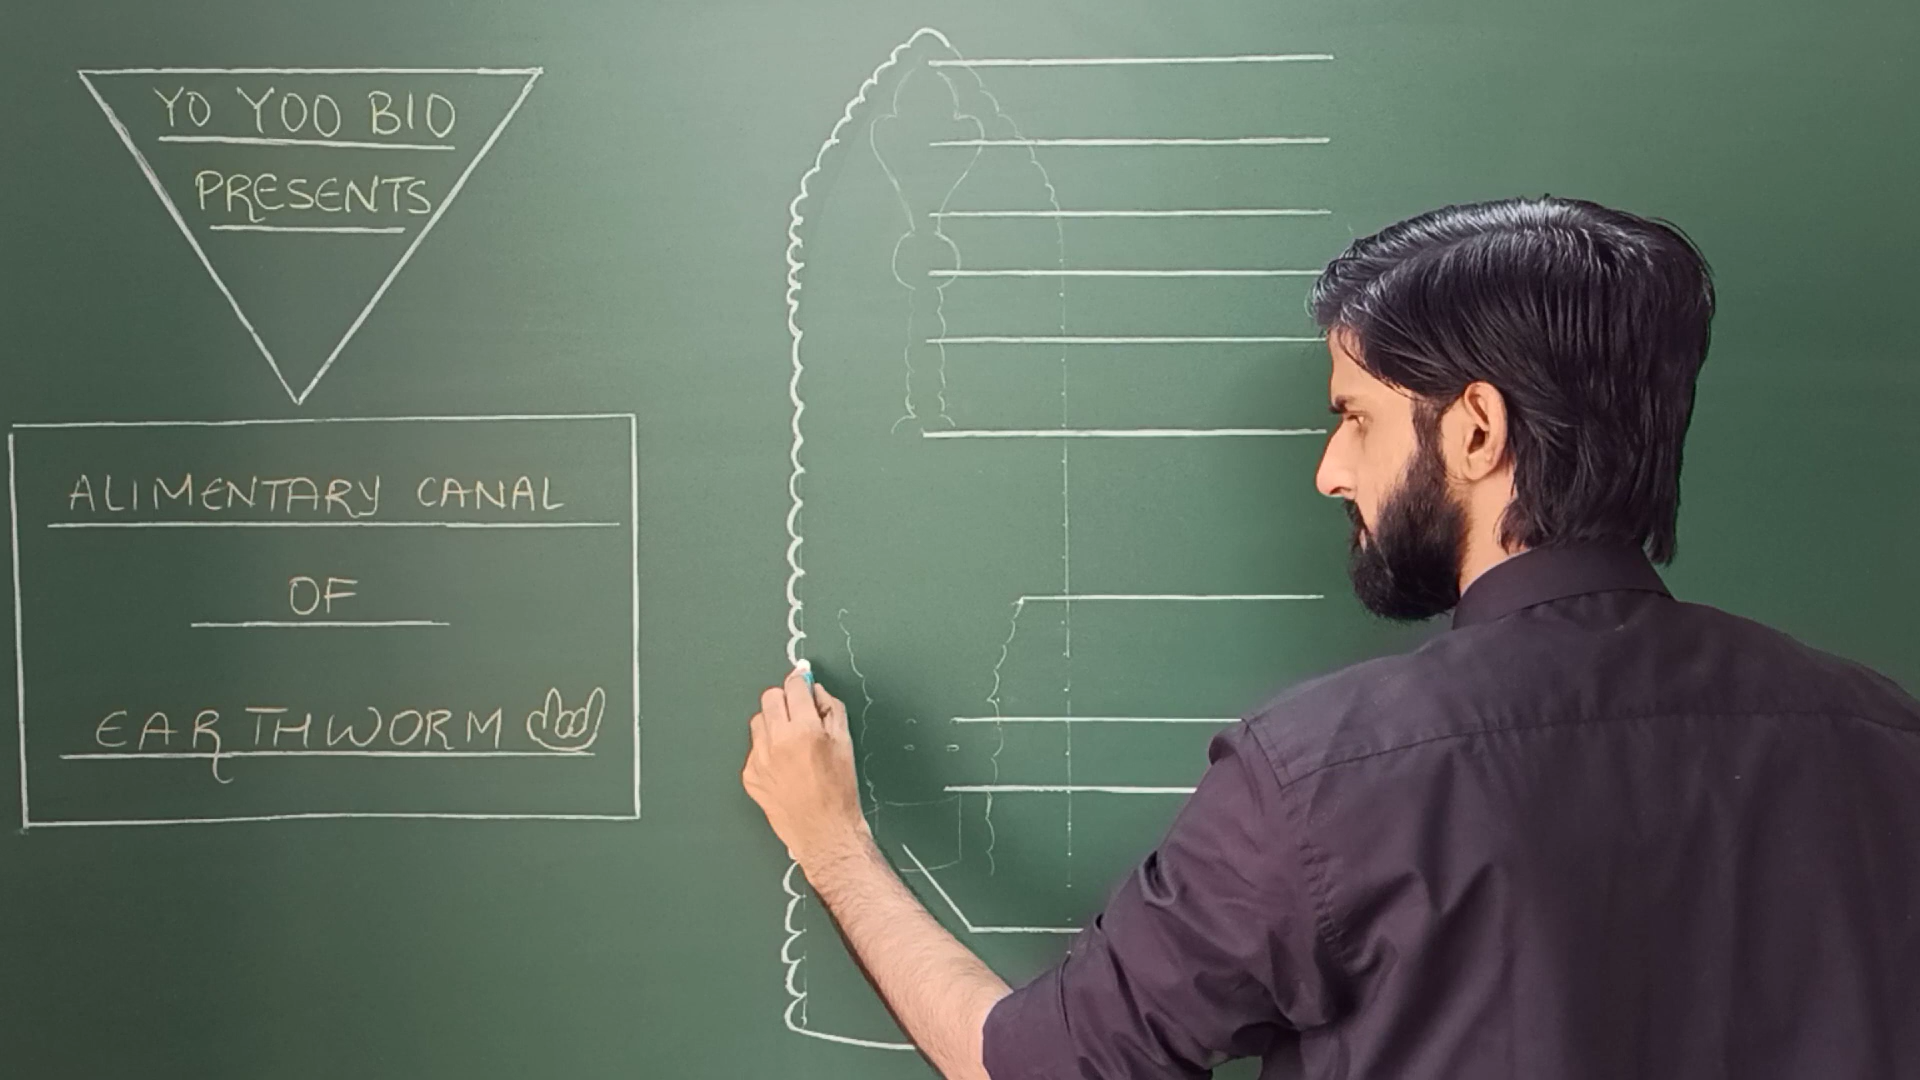 YO YOO BIO
PRESENTS
ALIMENTARY CANAL
OF
EARTHWORM